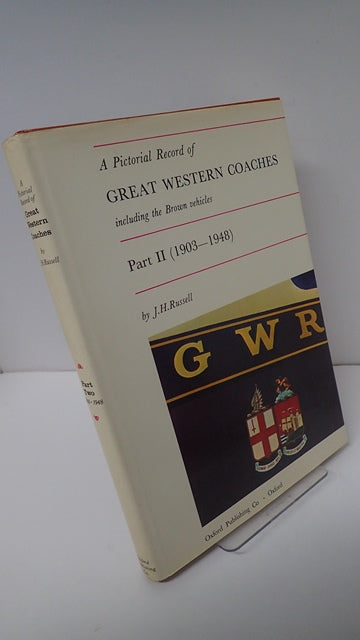 A Pictorial Record of
GREAT WESTERN COACHES
including the Brown vehicles
Part II (1903—1948)
by J.H.Russell
G W R
Oxford Publishing Co · Oxford
A
Pictorial
Record of
Great
Western
Coaches
by
Russell
Part
Two
1948